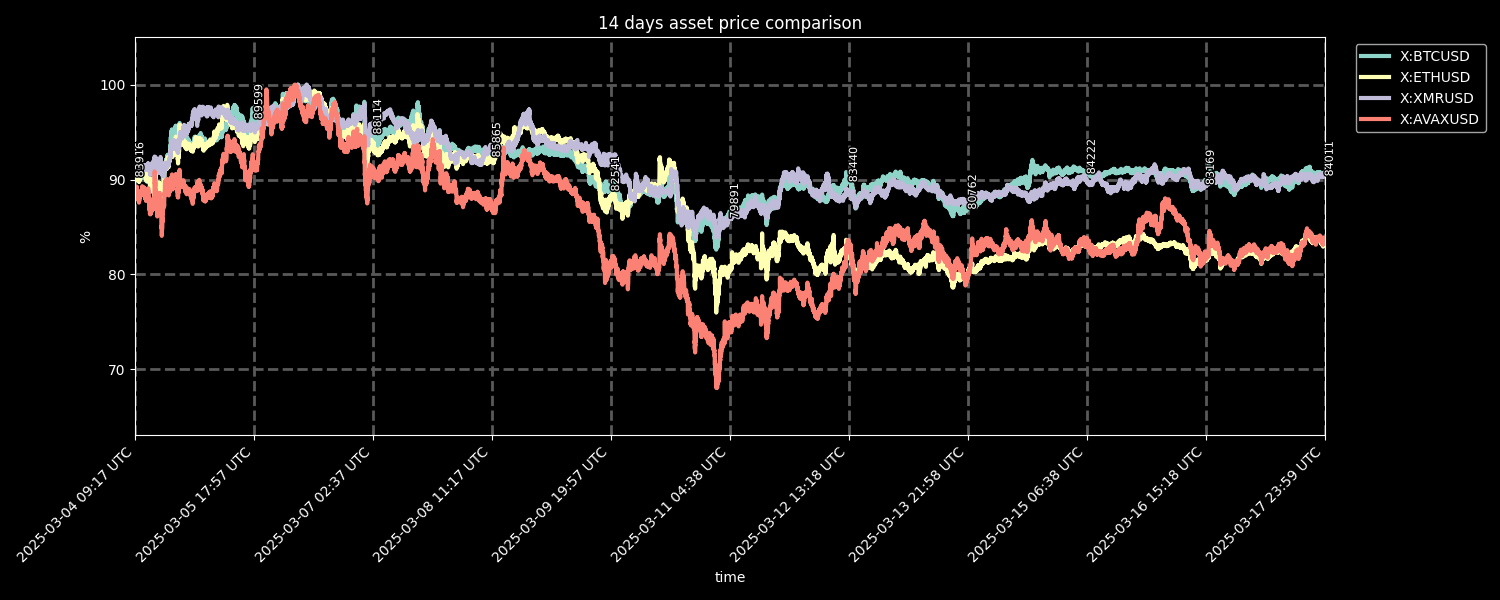 14 days asset price comparison
X:BTCUSD
X:ETHUSD
X:XMRUSD
X:AVAXUSD
100
90
80
70
%
83916
89599
88114
85865
82541
79891
83440
80762
84222
83169
84011
2025-03-04 09:17 UTC
2025-03-05 17:57 UTC
2025-03-07 02:37 UTC
2025-03-08 11:17 UTC
2025-03-09 19:57 UTC
2025-03-11 04:38 UTC
2025-03-12 13:18 UTC
2025-03-13 21:58 UTC
2025-03-15 06:38 UTC
2025-03-16 15:18 UTC
2025-03-17 23:59 UTC
time